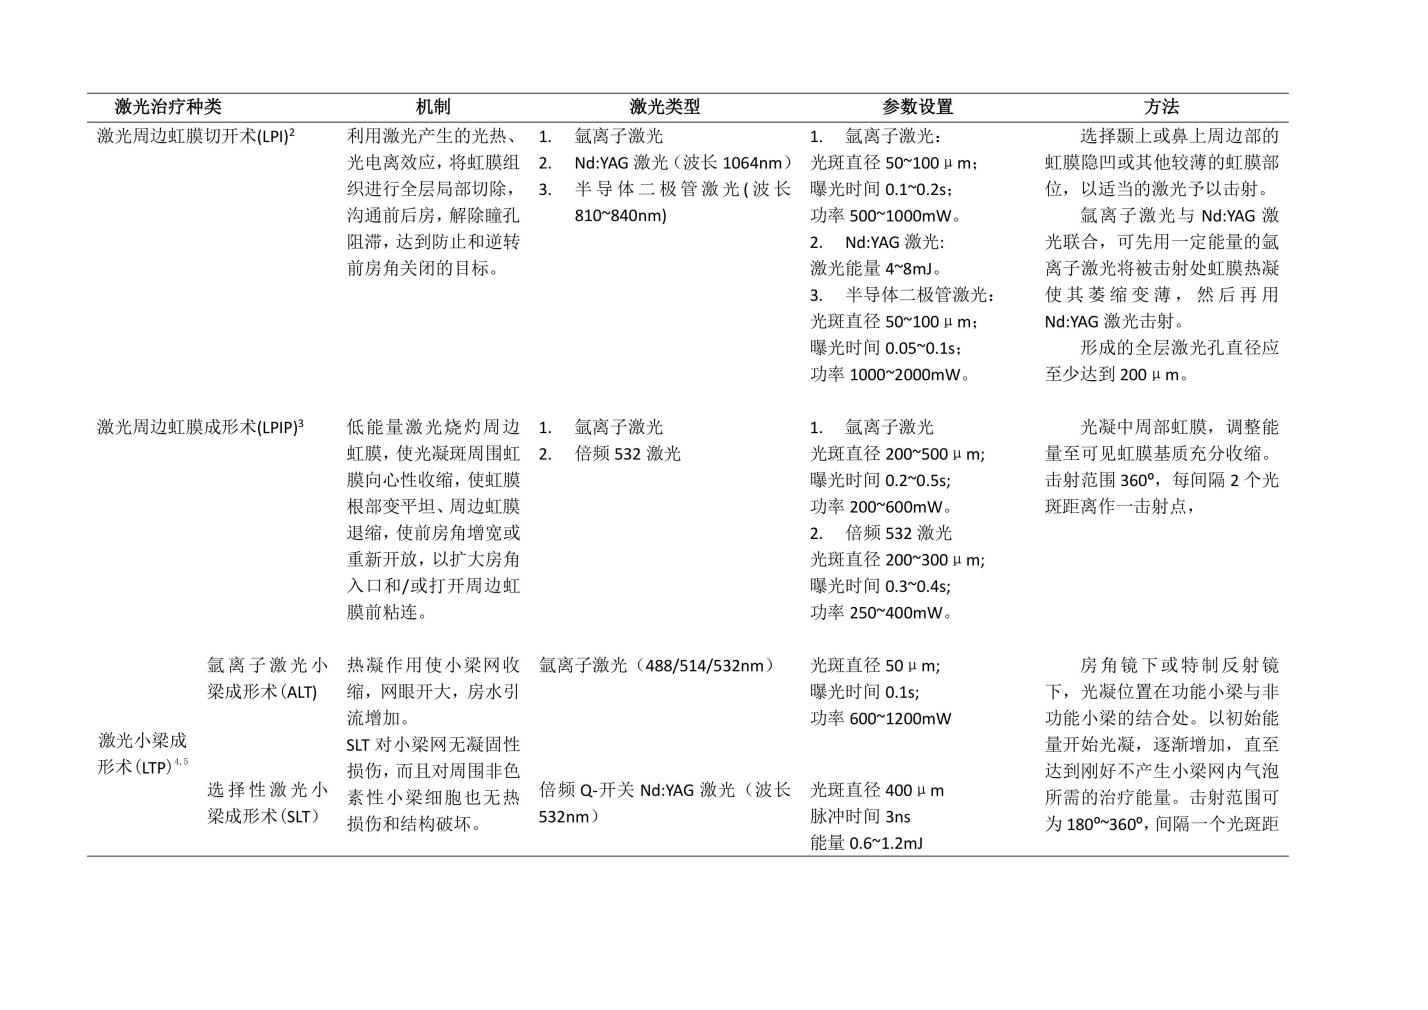 激光治疗种类
机制
激光类型
参数设置
方法
激光周边虹膜切开术(LPI)2
利用激光产生的光热、
光电离效应，将虹膜组
织进行全层局部切除，
沟通前后房，解除瞳孔
阻滞，达到防止和逆转
前房角关闭的目标。
1. 氩离子激光
2. Nd:YAG 激光（波长 1064nm）
3. 半导体二极管激光(波长
810~840nm)
1. 氩离子激光：
光斑直径 50~100μm；
曝光时间 0.1~0.2s；
功率 500~1000mW。
2. Nd:YAG 激光:
激光能量 4~8mJ。
3. 半导体二极管激光：
光斑直径 50~100μm；
曝光时间 0.05~0.1s；
功率 1000~2000mW。
选择颞上或鼻上周边部的
虹膜隐凹或其他较薄的虹膜部
位，以适当的激光予以击射。
氩离子激光与 Nd:YAG 激
光联合，可先用一定能量的氩
离子激光将被击射处虹膜热凝
使其萎缩变薄，然后再用
Nd:YAG 激光击射。
形成的全层激光孔直径应
至少达到 200μm。
激光周边虹膜成形术(LPIP)3
低能量激光烧灼周边
虹膜，使光凝斑周围虹
膜向心性收缩，使虹膜
根部变平坦、周边虹膜
退缩，使前房角增宽或
重新开放，以扩大房角
入口和/或打开周边虹
膜前粘连。
1. 氩离子激光
2. 倍频 532 激光
1. 氩离子激光
光斑直径 200~500μm;
曝光时间 0.2~0.5s;
功率 200~600mW。
2. 倍频 532 激光
光斑直径 200~300μm;
曝光时间 0.3~0.4s;
功率 250~400mW。
光凝中周部虹膜，调整能
量至可见虹膜基质充分收缩。
击射范围 360º，每间隔 2 个光
斑距离作一击射点，
激光小梁成
形术(LTP)4,5
氩离子激光小
梁成形术(ALT)
热凝作用使小梁网收
缩，网眼开大，房水引
流增加。
SLT 对小梁网无凝固性
损伤，而且对周围非色
素性小梁细胞也无热
损伤和结构破坏。
氩离子激光（488/514/532nm）
光斑直径 50μm;
曝光时间 0.1s;
功率 600~1200mW
房角镜下或特制反射镜
下，光凝位置在功能小梁与非
功能小梁的结合处。以初始能
量开始光凝，逐渐增加，直至
达到刚好不产生小梁网内气泡
所需的治疗能量。击射范围可
为 180º~360º，间隔一个光斑距
选择性激光小
梁成形术(SLT）
倍频 Q-开关 Nd:YAG 激光（波长
532nm）
光斑直径 400μm
脉冲时间 3ns
能量 0.6~1.2mJ